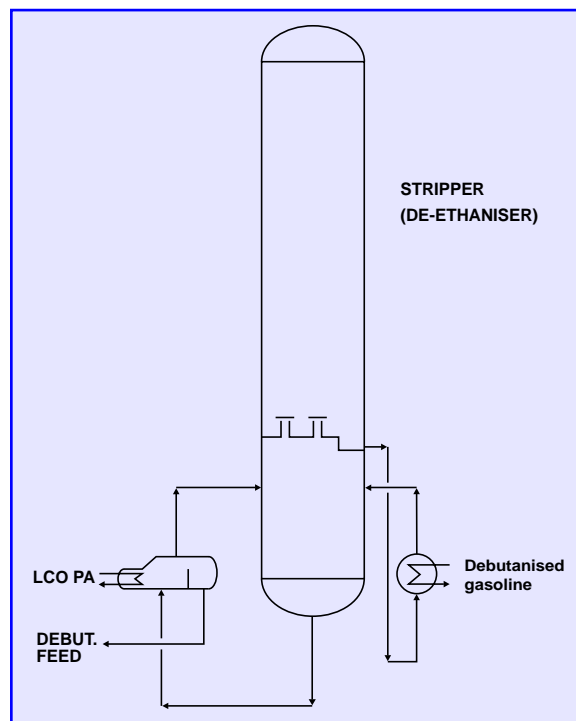 STRIPPER
(DE-ETHANISER)
LCO PA
Debutanised
gasoline
DEBUT.
FEED